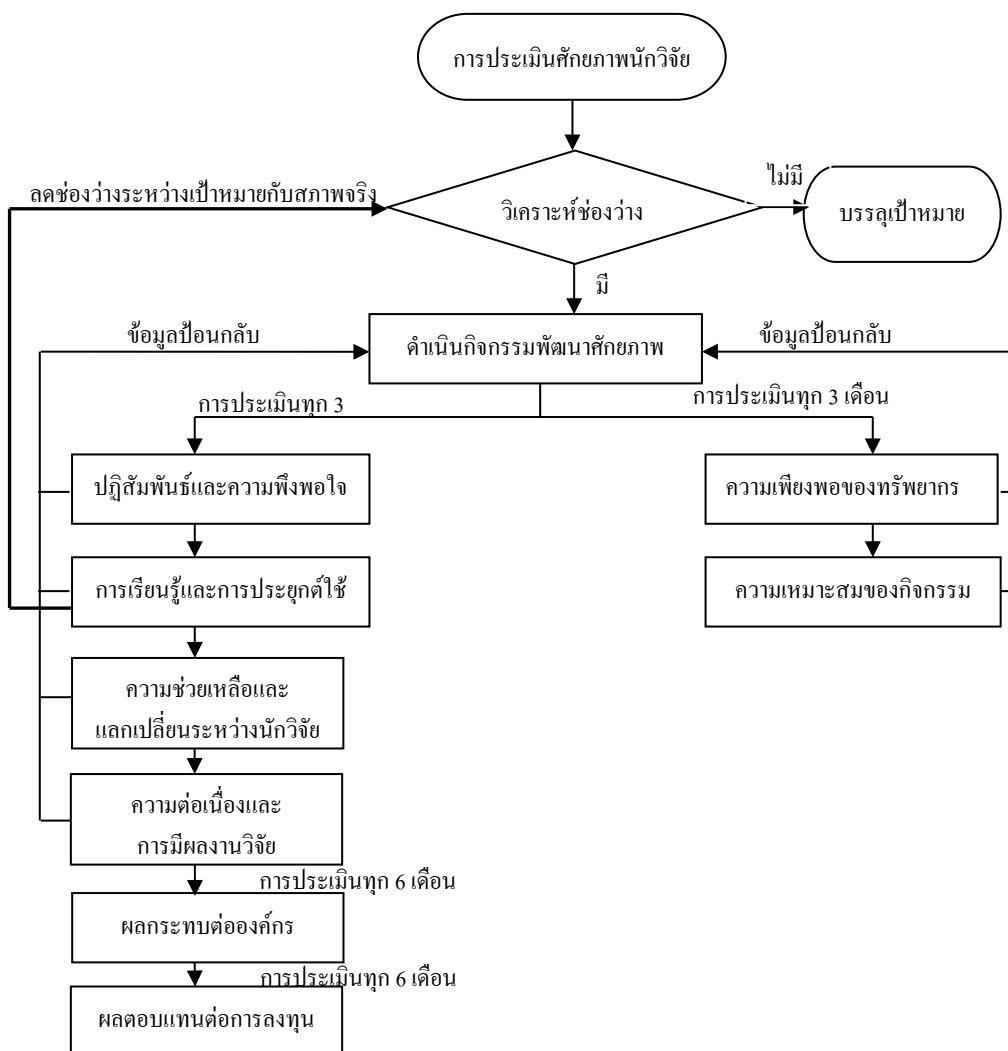 การประเมินศักยภาพนักวิจัย
ไม่มี
ลดช่องว่างระหว่างเป้าหมายกับสภาพจริง
วิเคราะห์ช่องว่าง
บรรลุเป้าหมาย
มี
ข้อมูลป้อนกลับ
ดำเนินกิจกรรมพัฒนาศักยภาพ
ข้อมูลป้อนกลับ
การประเมินทุก 3
การประเมินทุก 3 เดือน
ปฏิสัมพันธ์และความพึงพอใจ
ความเพียงพอของทรัพยากร
การเรียนรู้และการประยุกต์ใช้
ความเหมาะสมของกิจกรรม
ความช่วยเหลือและ
แลกเปลี่ยนระหว่างนักวิจัย
ความต่อเนื่องและ
การมีผลงานวิจัย
การประเมินทุก 6 เดือน
ผลกระทบต่อองค์กร
การประเมินทุก 6 เดือน
ผลตอบแทนต่อการลงทุน